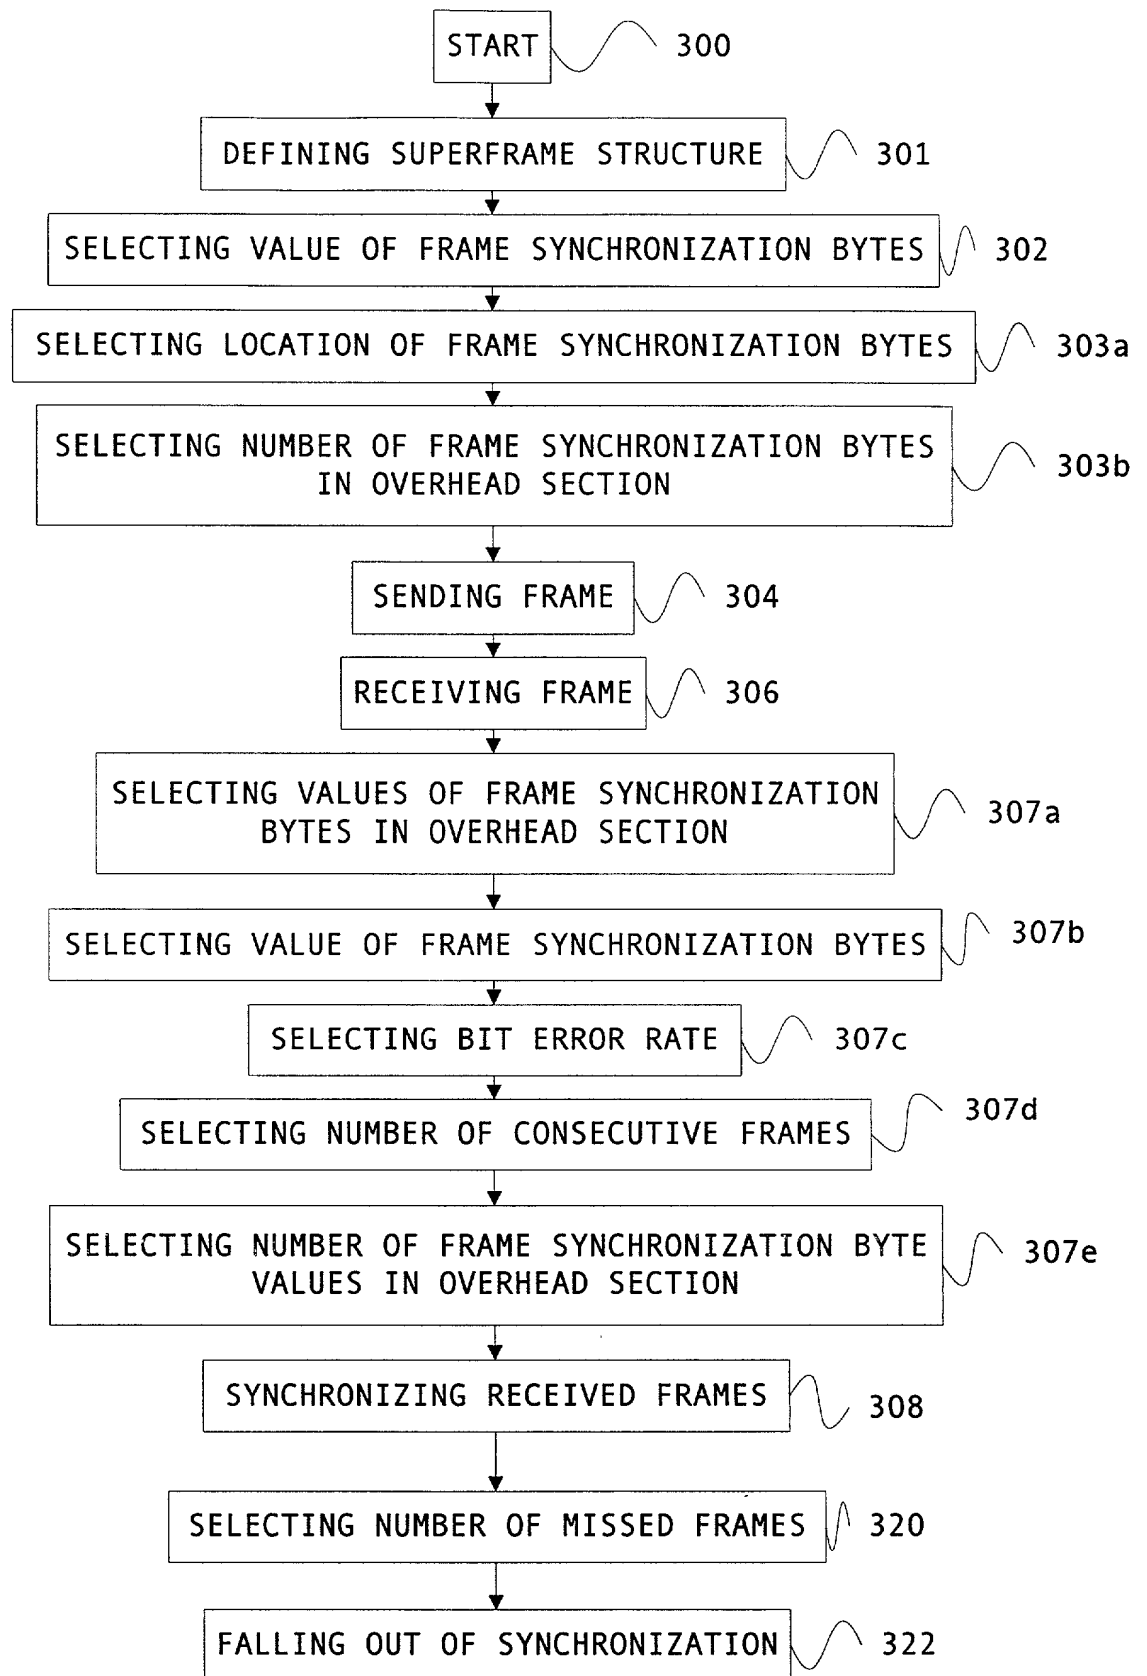 START
300
DEFINING SUPERFRAME STRUCTURE
301
SELECTING VALUE OF FRAME SYNCHRONIZATION BYTES
302
SELECTING LOCATION OF FRAME SYNCHRONIZATION BYTES
303a
SELECTING NUMBER OF FRAME SYNCHRONIZATION BYTES
IN OVERHEAD SECTION
303b
SENDING FRAME
304
RECEIVING FRAME
306
SELECTING VALUES OF FRAME SYNCHRONIZATION
BYTES IN OVERHEAD SECTION
307a
SELECTING VALUE OF FRAME SYNCHRONIZATION BYTES
307b
SELECTING BIT ERROR RATE
307c
SELECTING NUMBER OF CONSECUTIVE FRAMES
307d
SELECTING NUMBER OF FRAME SYNCHRONIZATION BYTE
VALUES IN OVERHEAD SECTION
307e
SYNCHRONIZING RECEIVED FRAMES
308
SELECTING NUMBER OF MISSED FRAMES
320
FALLING OUT OF SYNCHRONIZATION
322